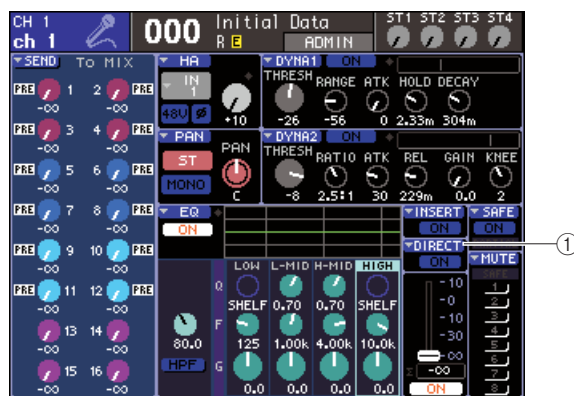 CH 1
ch 1
000 Initial Data
R E ADMIN
ST1 ST2 ST3 ST4
SEND To MIX
PRE 1 2 PRE
-∞ -∞
PRE 3 4 PRE
-∞ -∞
PRE 5 6 PRE
-∞ -∞
PRE 7 8 PRE
-∞ -∞
PRE 9 10 PRE
-∞ -∞
PRE 11 12 PRE
-∞ -∞
13 14
-∞ -∞
15 16
-∞ -∞
HA
IN
1
48V Ø
+10
PAN
ST
MONO
PAN
C
DYNA1 ON
THRESH RANGE ATK HOLD DECAY
-26 -56 0 2.33m 304m
DYNA2 ON
THRESH RATIO ATK REL GAIN KNEE
-8 2.5:1 30 229m 0.0 2
EQ
ON
LOW L-MID H-MID HIGH
Q SHELF 0.70 0.70 SHELF
F 125 1.00k 4.00k 10.0k
G 0.0 0.0 0.0 0.0
80.0
HPF
INSERT
ON
DIRECT
ON
SAFE
ON
MUTE
SAFE
1
2
3
4
5
6
7
8
-10
-0
-10
-30
-∞
Σ -∞
ON
1